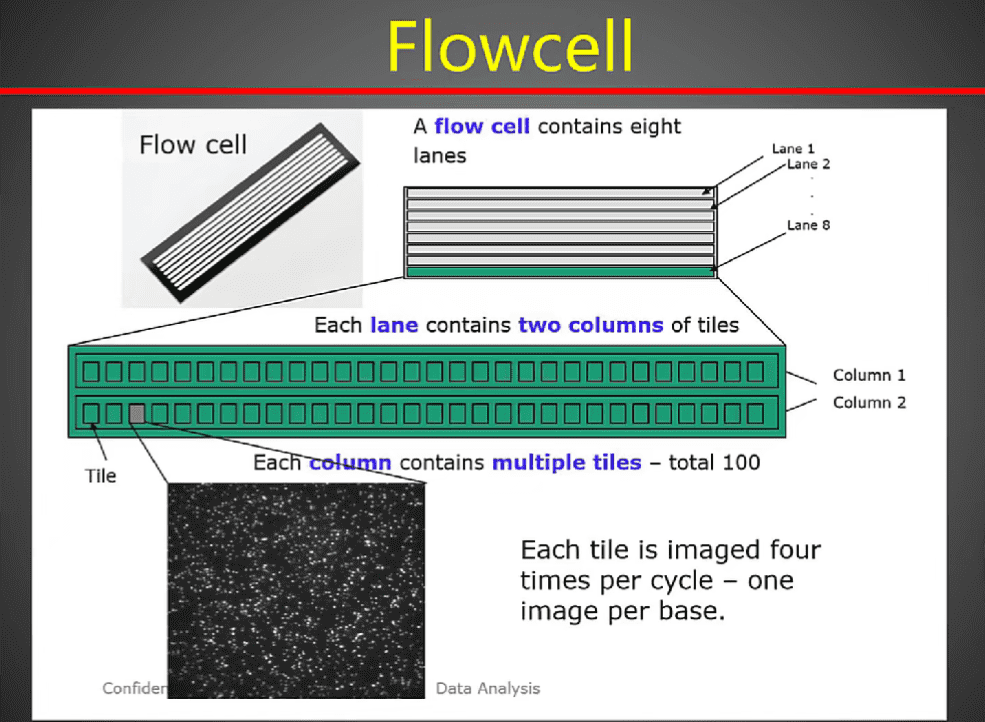 Flowcell
Flow cell
A flow cell contains eight
lanes
Lane 1
Lane 2
.
.
.
Lane 8
Each lane contains two columns of tiles
Column 1
Column 2
Each column contains multiple tiles – total 100
Tile
Each tile is imaged four
times per cycle – one
image per base.
Confiden
Data Analysis